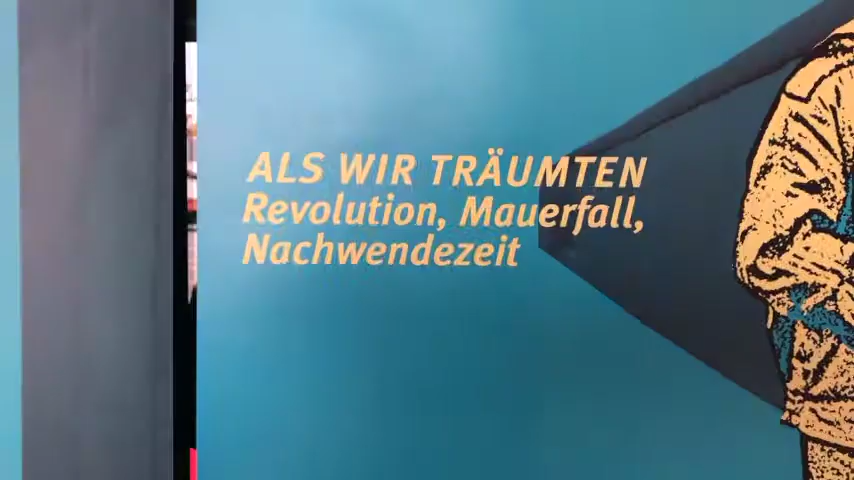 ALS WIR TRÄUMTEN
Revolution, Mauerfall,
Nachwendezeit